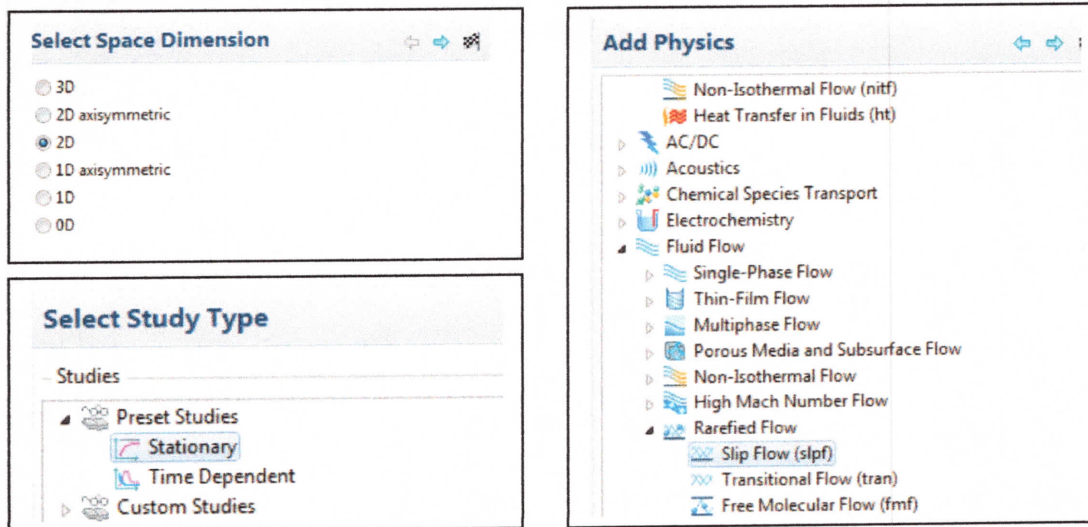 Select Space Dimension
3D
2D axisymmetric
2D
1D axisymmetric
1D
0D
Select Study Type
Studies
Preset Studies
Stationary
Time Dependent
Custom Studies
Add Physics
Non-Isothermal Flow (nitf)
Heat Transfer in Fluids (ht)
AC/DC
Acoustics
Chemical Species Transport
Electrochemistry
Fluid Flow
Single-Phase Flow
Thin-Film Flow
Multiphase Flow
Porous Media and Subsurface Flow
Non-Isothermal Flow
High Mach Number Flow
Rarefied Flow
Slip Flow (slpf)
Transitional Flow (tran)
Free Molecular Flow (fmf)